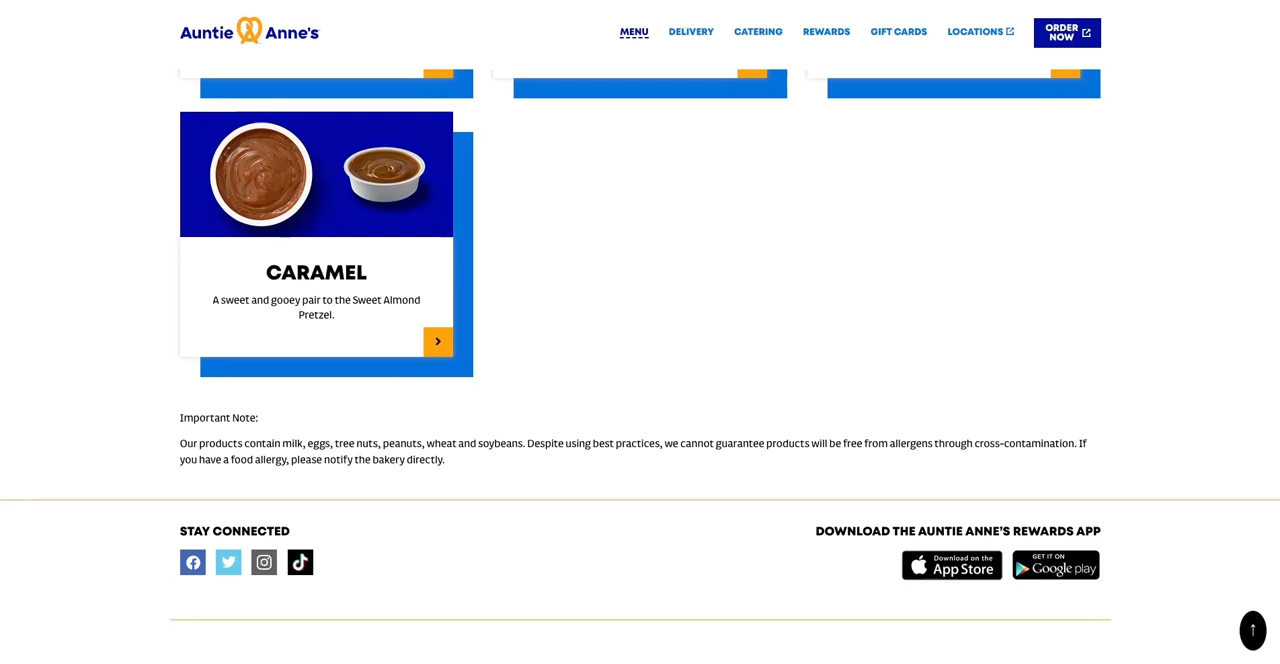 Auntie Anne's
MENU
DELIVERY
CATERING
REWARDS
GIFT CARDS
LOCATIONS
ORDER
NOW
CARAMEL
A sweet and gooey pair to the Sweet Almond
Pretzel.
Important Note:
Our products contain milk, eggs, tree nuts, peanuts, wheat and soybeans. Despite using best practices, we cannot guarantee products will be free from allergens through cross-contamination. If
you have a food allergy, please notify the bakery directly.
STAY CONNECTED
DOWNLOAD THE AUNTIE ANNE’S REWARDS APP
Download on the
App Store
GET IT ON
Google play